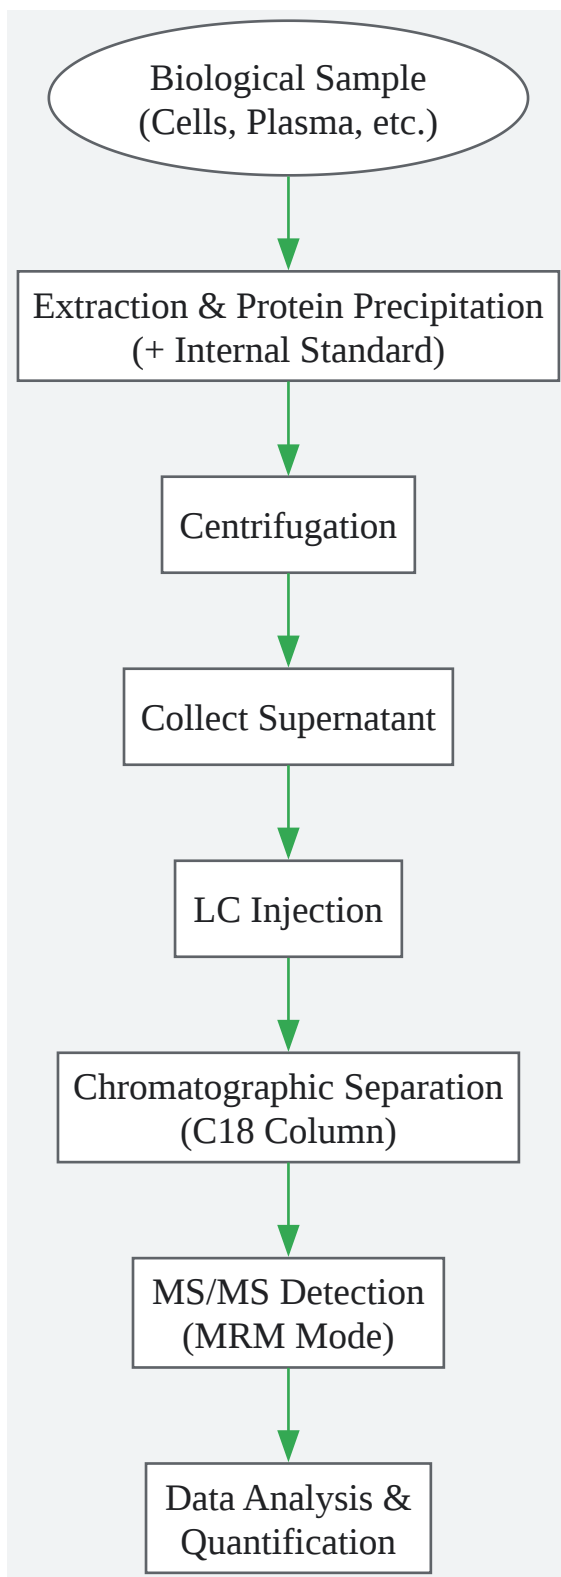 Biological Sample
(Cells, Plasma, etc.)
Extraction & Protein Precipitation
(+ Internal Standard)
Centrifugation
Collect Supernatant
LC Injection
Chromatographic Separation
(C18 Column)
MS/MS Detection
(MRM Mode)
Data Analysis &
Quantification